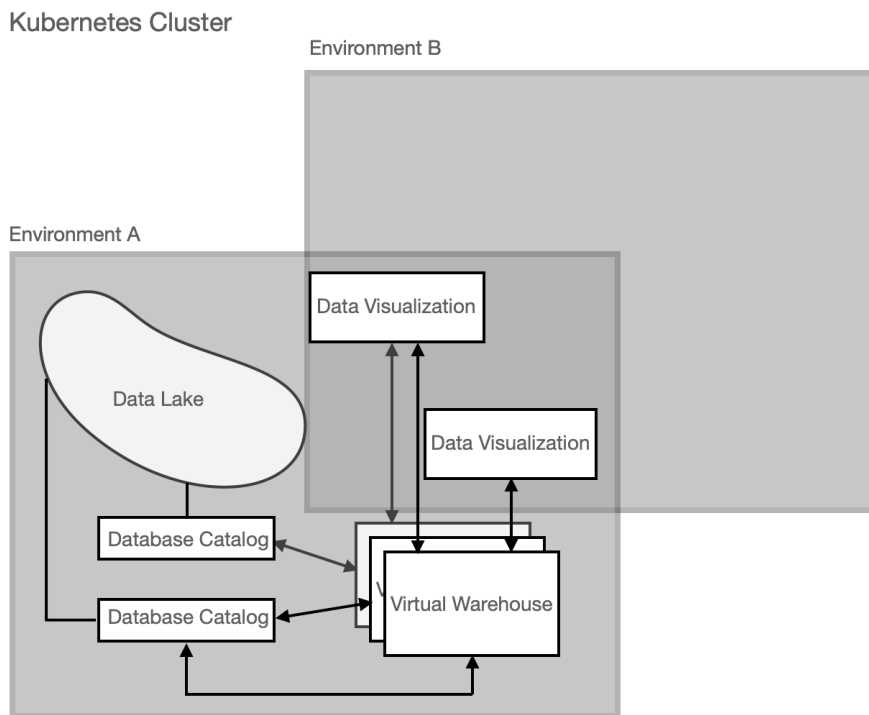 Kubernetes Cluster
Environment B
Environment A
Data Visualization
Data Lake
Data Visualization
Database Catalog
Database Catalog
V
Virtual Warehouse